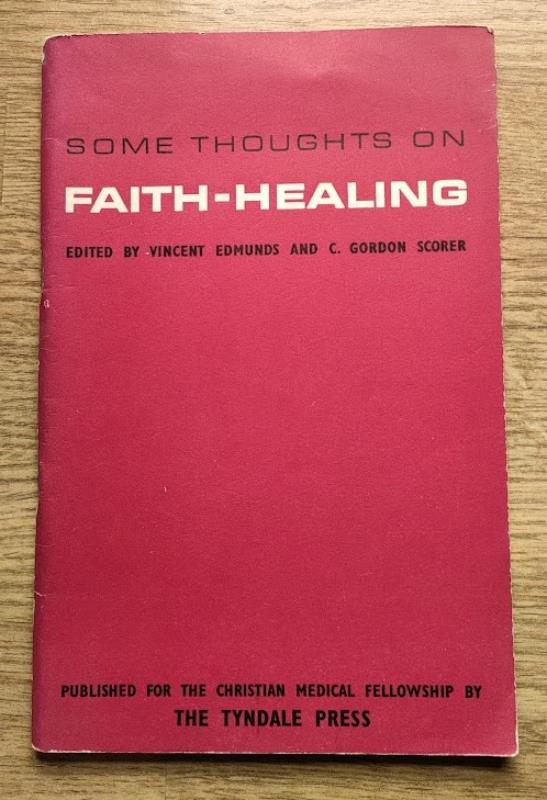 SOME THOUGHTS ON
FAITH-HEALING
EDITED BY VINCENT EDMUNDS AND C. GORDON SCORER
PUBLISHED FOR THE CHRISTIAN MEDICAL FELLOWSHIP BY
THE TYNDALE PRESS